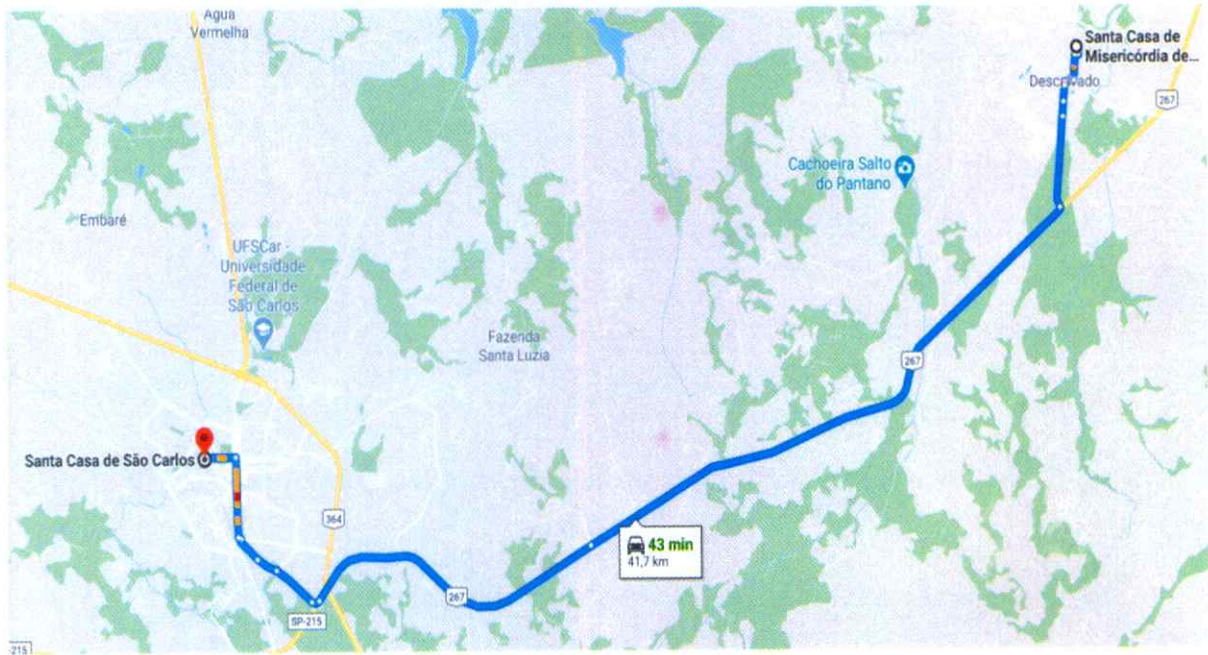 Água
Vermelha
Santa Casa de
Misericórdia de...
Descalvado
267
Cachoeira Salto
do Pantano
Embaré
UFSCar -
Universidade
Federal de
São Carlos
Fazenda
Santa Luzia
267
Santa Casa de São Carlos
364
43 min
41,7 km
267
SP-215
-215